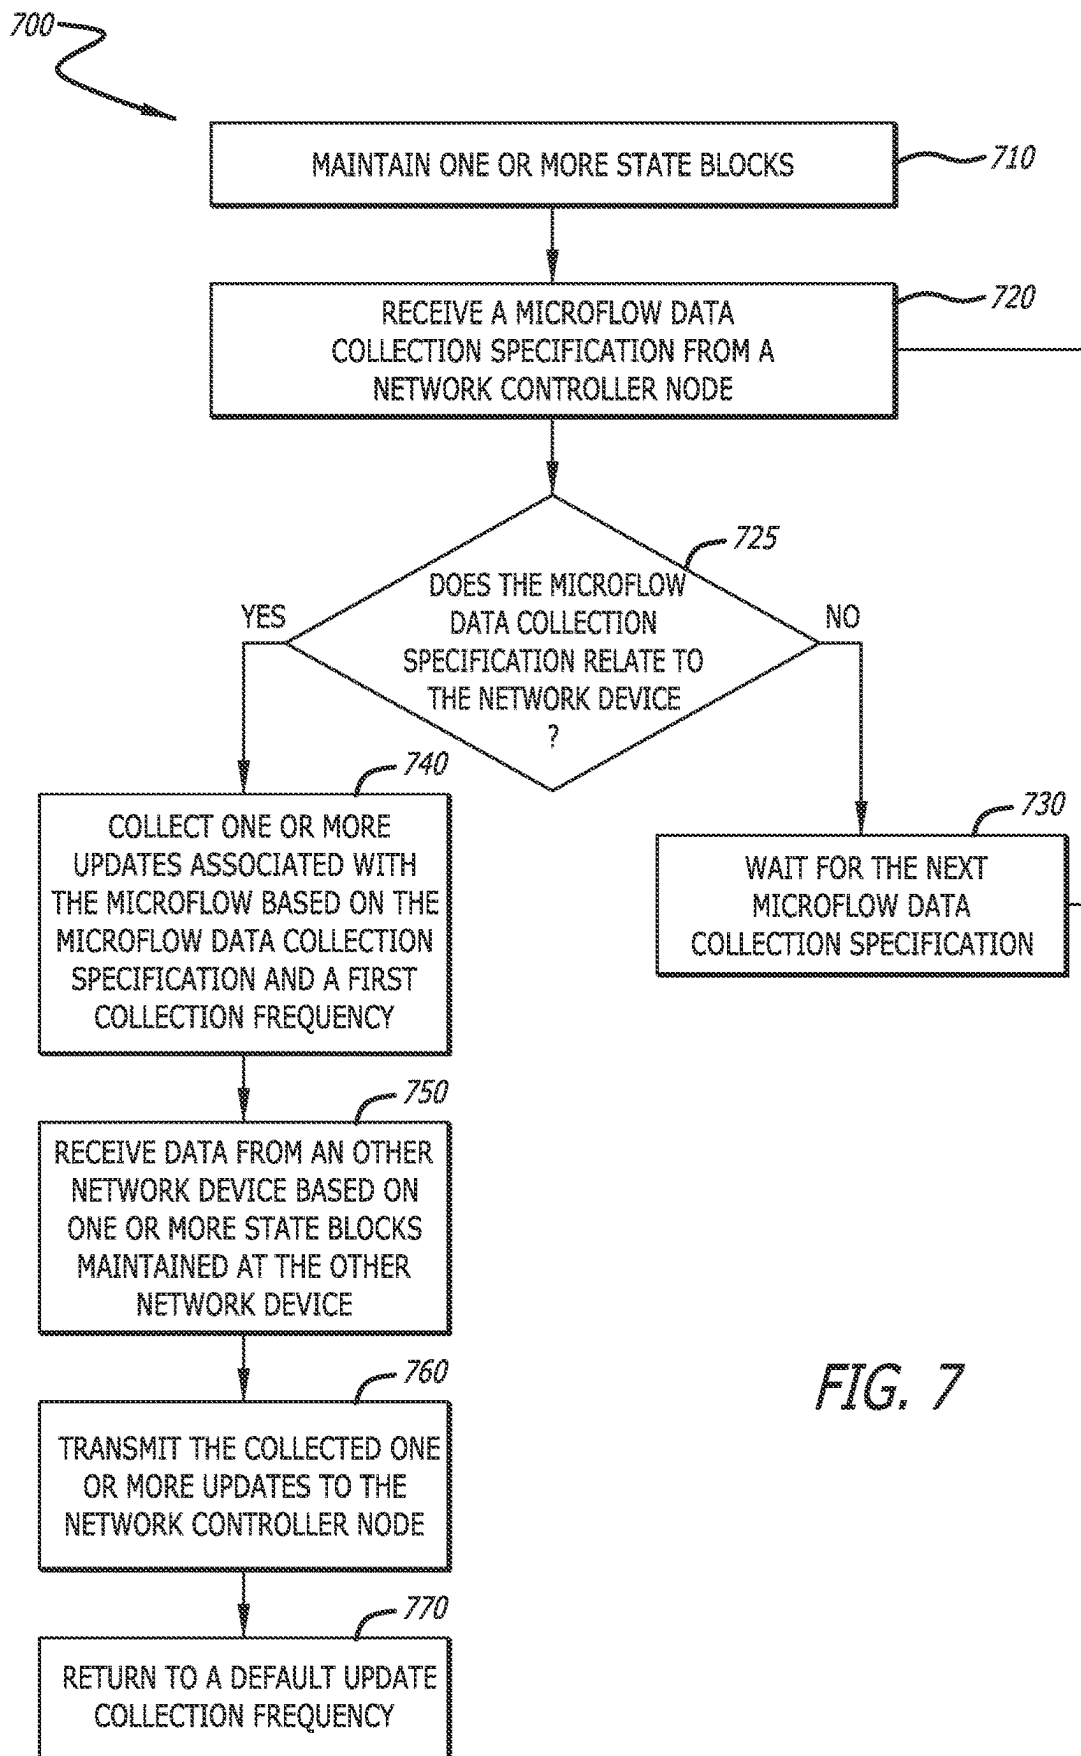 700
MAINTAIN ONE OR MORE STATE BLOCKS
710
RECEIVE A MICROFLOW DATA
COLLECTION SPECIFICATION FROM A
NETWORK CONTROLLER NODE
720
725
DOES THE MICROFLOW
DATA COLLECTION
SPECIFICATION RELATE TO
THE NETWORK DEVICE
?
YES
NO
740
COLLECT ONE OR MORE
UPDATES ASSOCIATED WITH
THE MICROFLOW BASED ON THE
MICROFLOW DATA COLLECTION
SPECIFICATION AND A FIRST
COLLECTION FREQUENCY
730
WAIT FOR THE NEXT
MICROFLOW DATA
COLLECTION SPECIFICATION
750
RECEIVE DATA FROM AN OTHER
NETWORK DEVICE BASED ON
ONE OR MORE STATE BLOCKS
MAINTAINED AT THE OTHER
NETWORK DEVICE
760
TRANSMIT THE COLLECTED ONE
OR MORE UPDATES TO THE
NETWORK CONTROLLER NODE
770
RETURN TO A DEFAULT UPDATE
COLLECTION FREQUENCY
FIG. 7